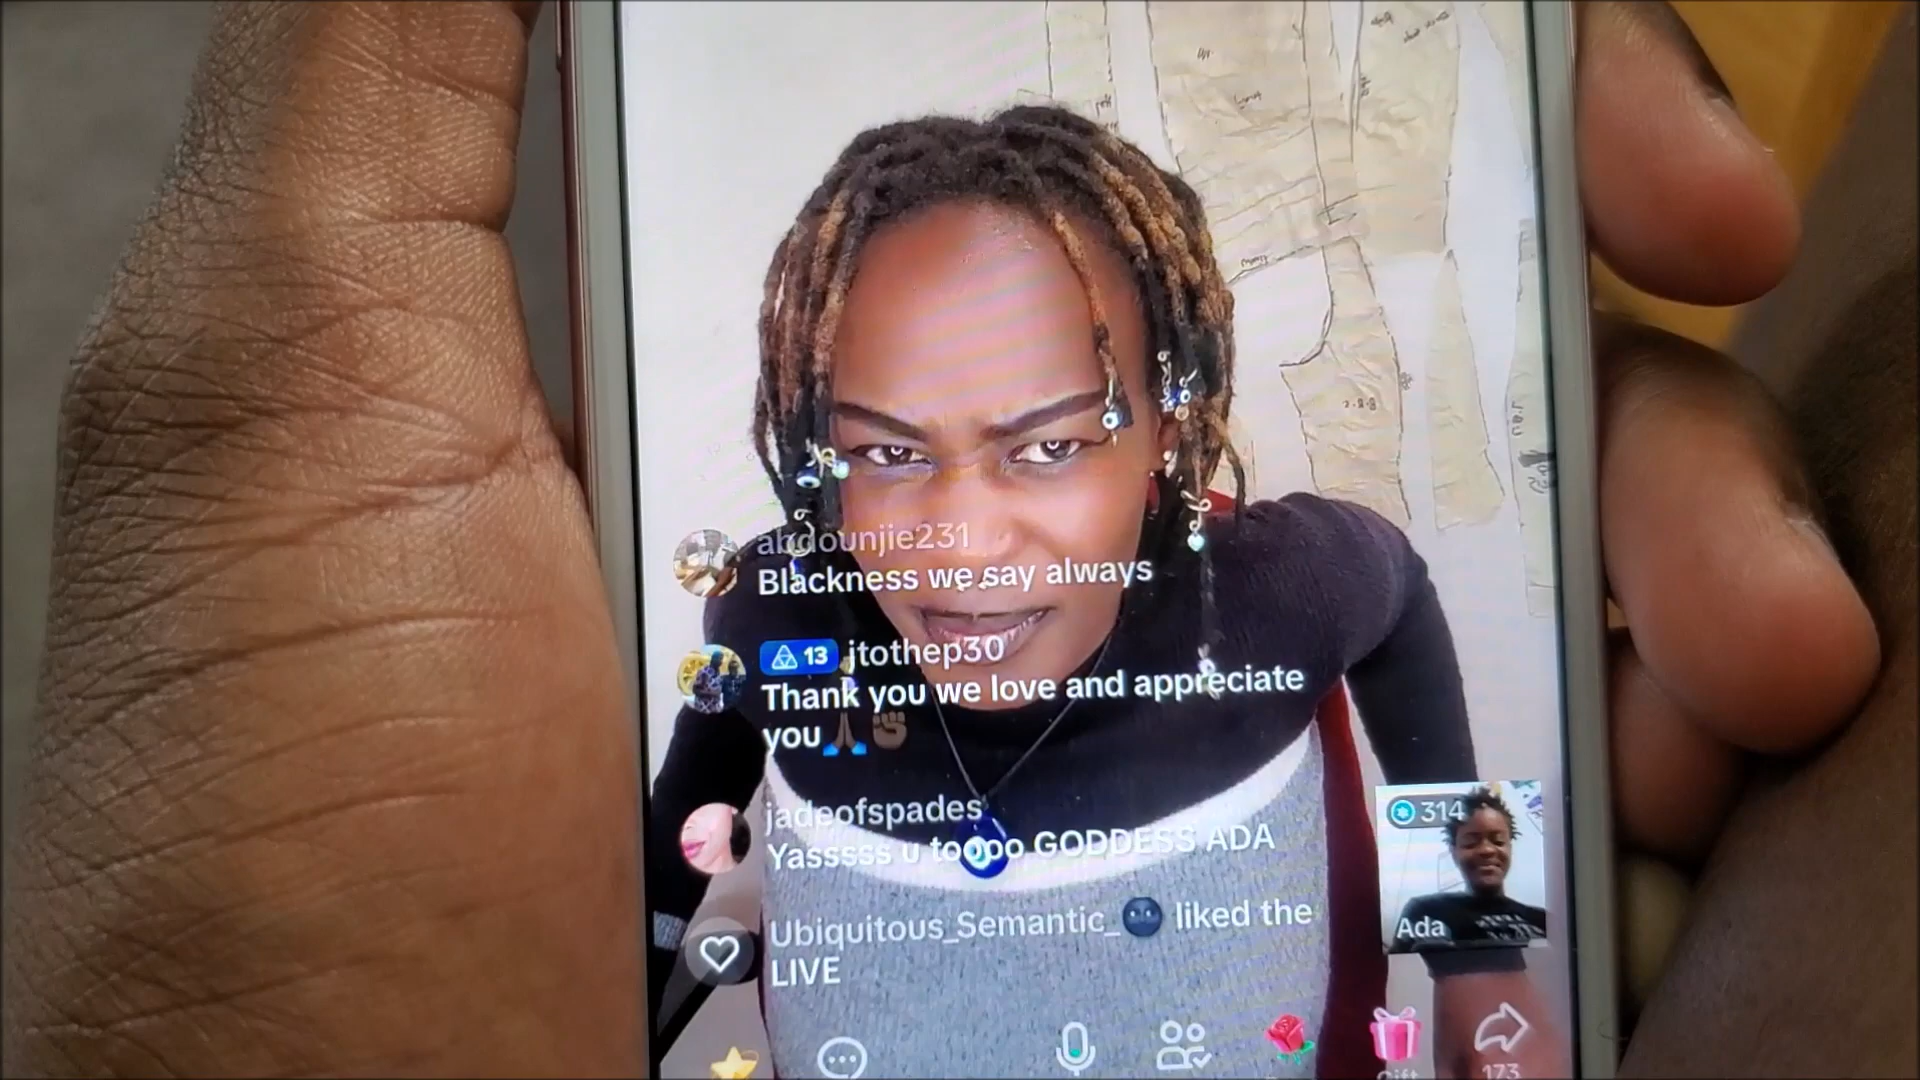 abdounjie231
Blackness we say always
13 jtothep30
Thank you we love and appreciate
you🙏🏿✊🏿
jadeofspades
Yasssss u toooo GODDESS ADA
314
Ada
Ubiquitous_Semantic_🌚 liked the
LIVE
Gift
173